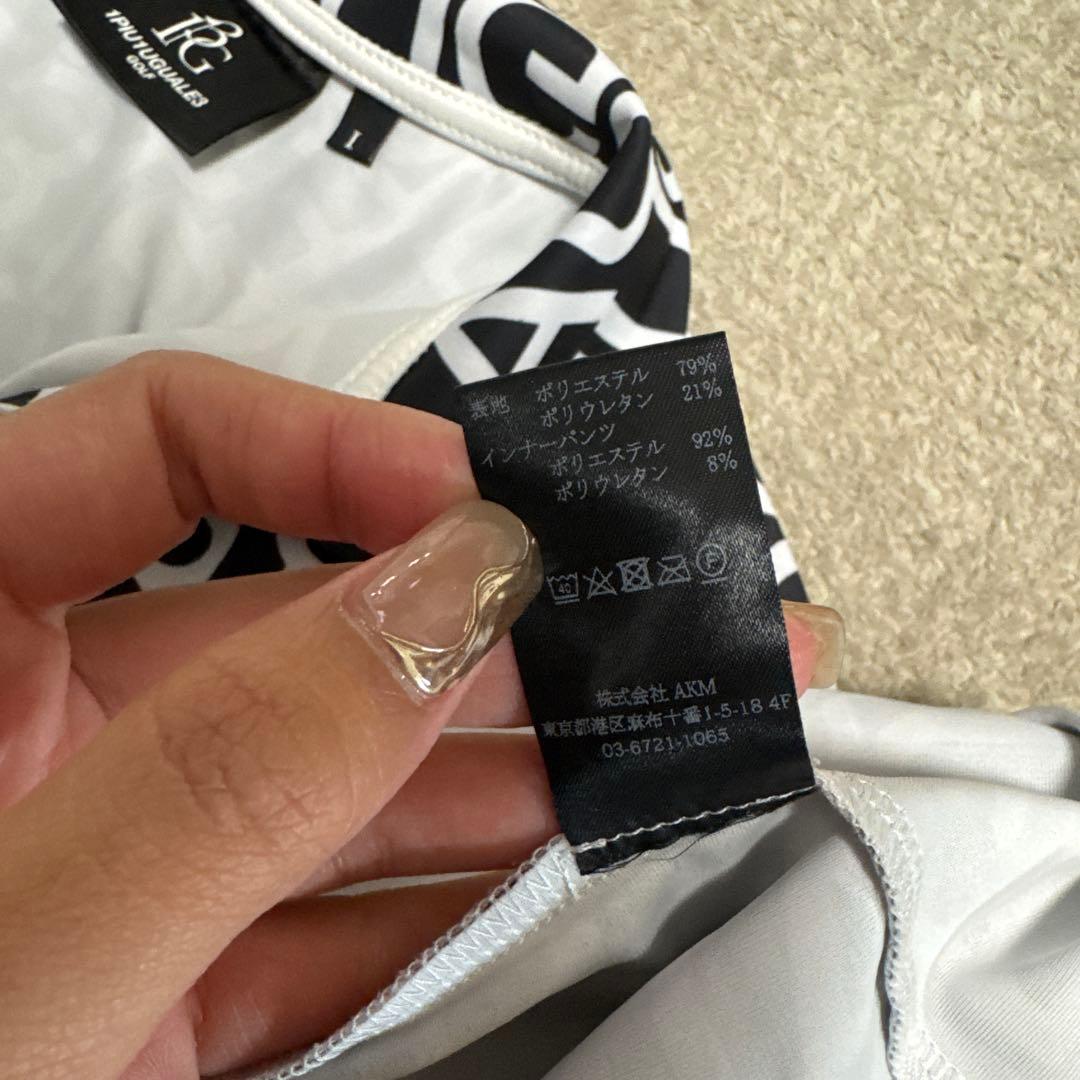 1PIU1UGUALE3
GOLF
I
表地 ポリエステル 79%
ポリウレタン 21%
インナーパンツ
ポリエステル 92%
ポリウレタン 8%
40
株式会社 AKM
東京都港区麻布十番1-5-18 4F
03-6721-1065